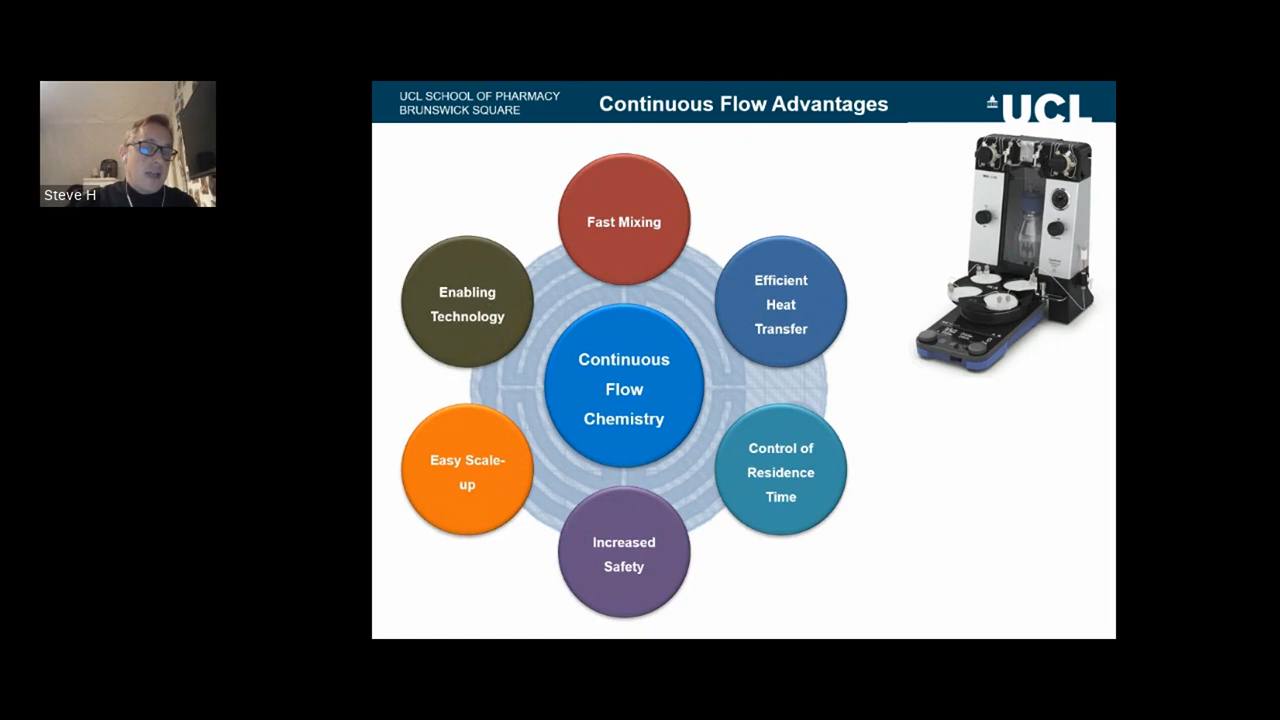 Steve H
UCL SCHOOL OF PHARMACY
BRUNSWICK SQUARE
Continuous Flow Advantages
UCL
Fast Mixing
Efficient
Heat
Transfer
Control of
Residence
Time
Increased
Safety
Easy Scale-
up
Enabling
Technology
Continuous
Flow
Chemistry